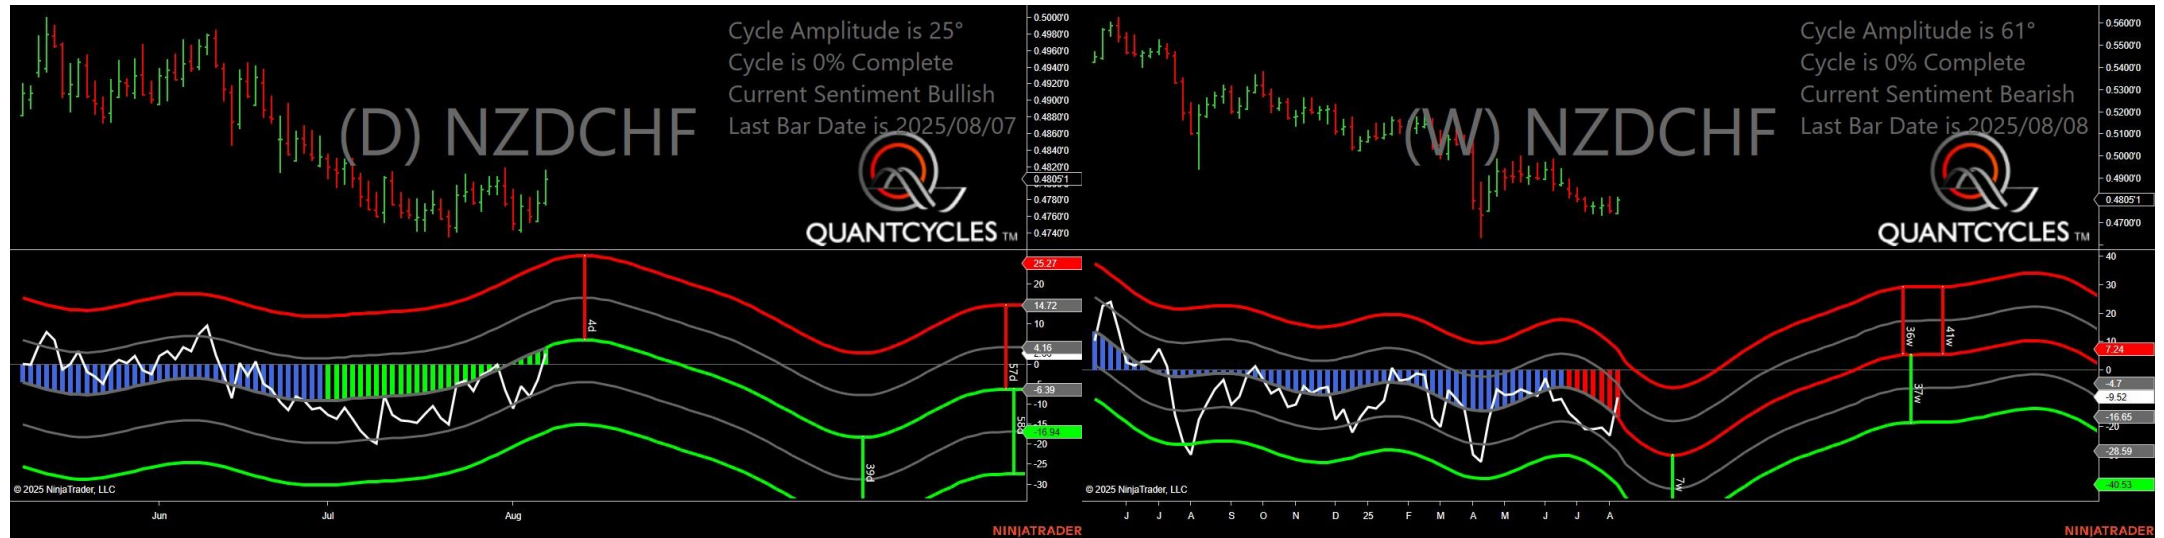 Cycle Amplitude is 25°
Cycle is 0% Complete
Current Sentiment Bullish
Last Bar Date is 2025/08/07
(D) NZDCHF
QUANTCYCLES TM
0.5000'0
0.4980'0
0.4960'0
0.4940'0
0.4920'0
0.4900'0
0.4880'0
0.4860'0
0.4840'0
0.4820'0
0.4805'1
0.4780'0
0.4760'0
0.4740'0
25.27
20
14.72
10
4.16
0
-5
-6.39
-10
-15
-16.94
-20
-25
-30
4d
39d
57d
58d
© 2025 NinjaTrader, LLC
Jun
Jul
Aug
NINJATRADER
Cycle Amplitude is 61°
Cycle is 0% Complete
Current Sentiment Bearish
Last Bar Date is 2025/08/08
(W) NZDCHF
QUANTCYCLES TM
0.5600'0
0.5500'0
0.5400'0
0.5300'0
0.5200'0
0.5100'0
0.5000'0
0.4900'0
0.4805'1
0.4700'0
40
30
20
10
7.24
0
-4.7
-9.52
-16.65
-20
-28.59
-40.53
36w
41w
37w
7w
© 2025 NinjaTrader, LLC
J
J
A
S
O
N
D
25
F
M
A
M
J
J
A
NINJATRADER